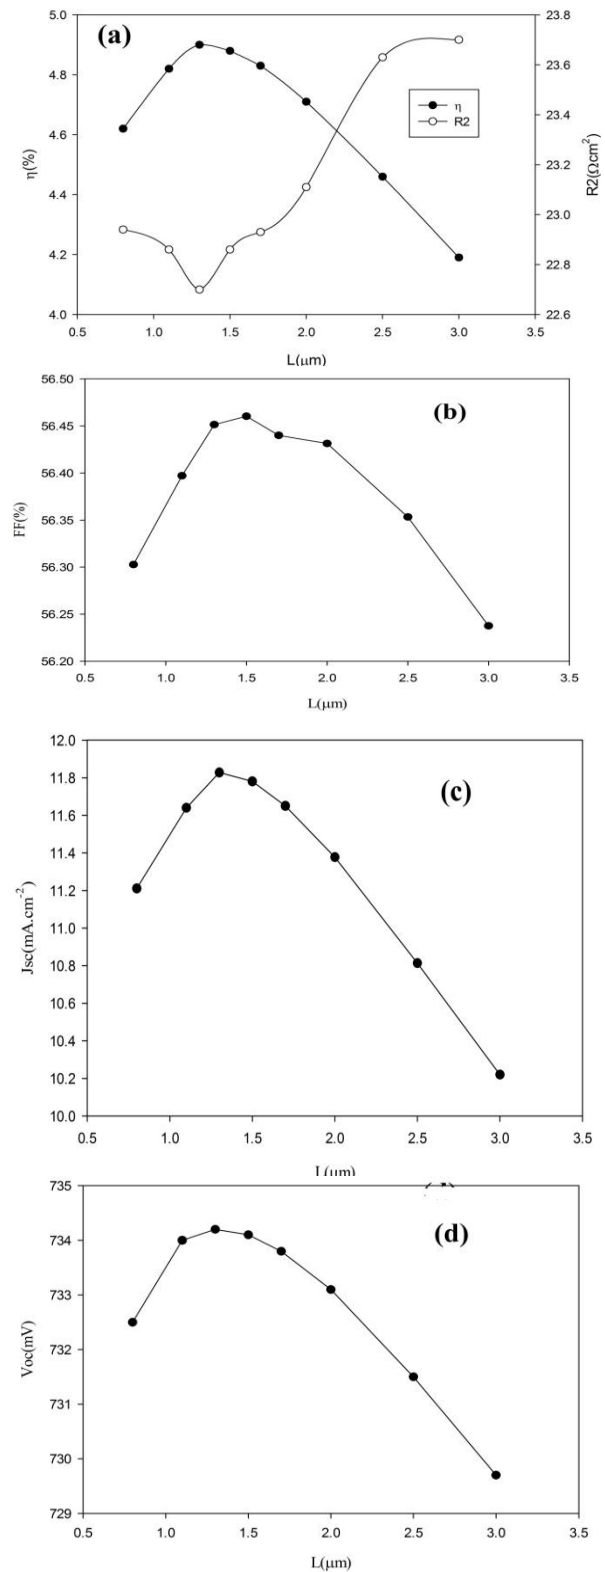 (a)
5.0
4.8
4.6
4.4
4.2
4.0
η(%)
23.8
23.6
23.4
23.2
23.0
22.8
22.6
R2(Ωcm2)
η
R2
0.5 1.0 1.5 2.0 2.5 3.0 3.5
L(μm)
(b)
56.50
56.45
56.40
56.35
56.30
56.25
56.20
FF(%)
0.5 1.0 1.5 2.0 2.5 3.0 3.5
L(μm)
(c)
12.0
11.8
11.6
11.4
11.2
11.0
10.8
10.6
10.4
10.2
10.0
Jsc(mA.cm-2)
0.5 1.0 1.5 2.0 2.5 3.0 3.5
L(μm)
(d)
735
734
733
732
731
730
729
Voc(mV)
0.5 1.0 1.5 2.0 2.5 3.0 3.5
L(μm)